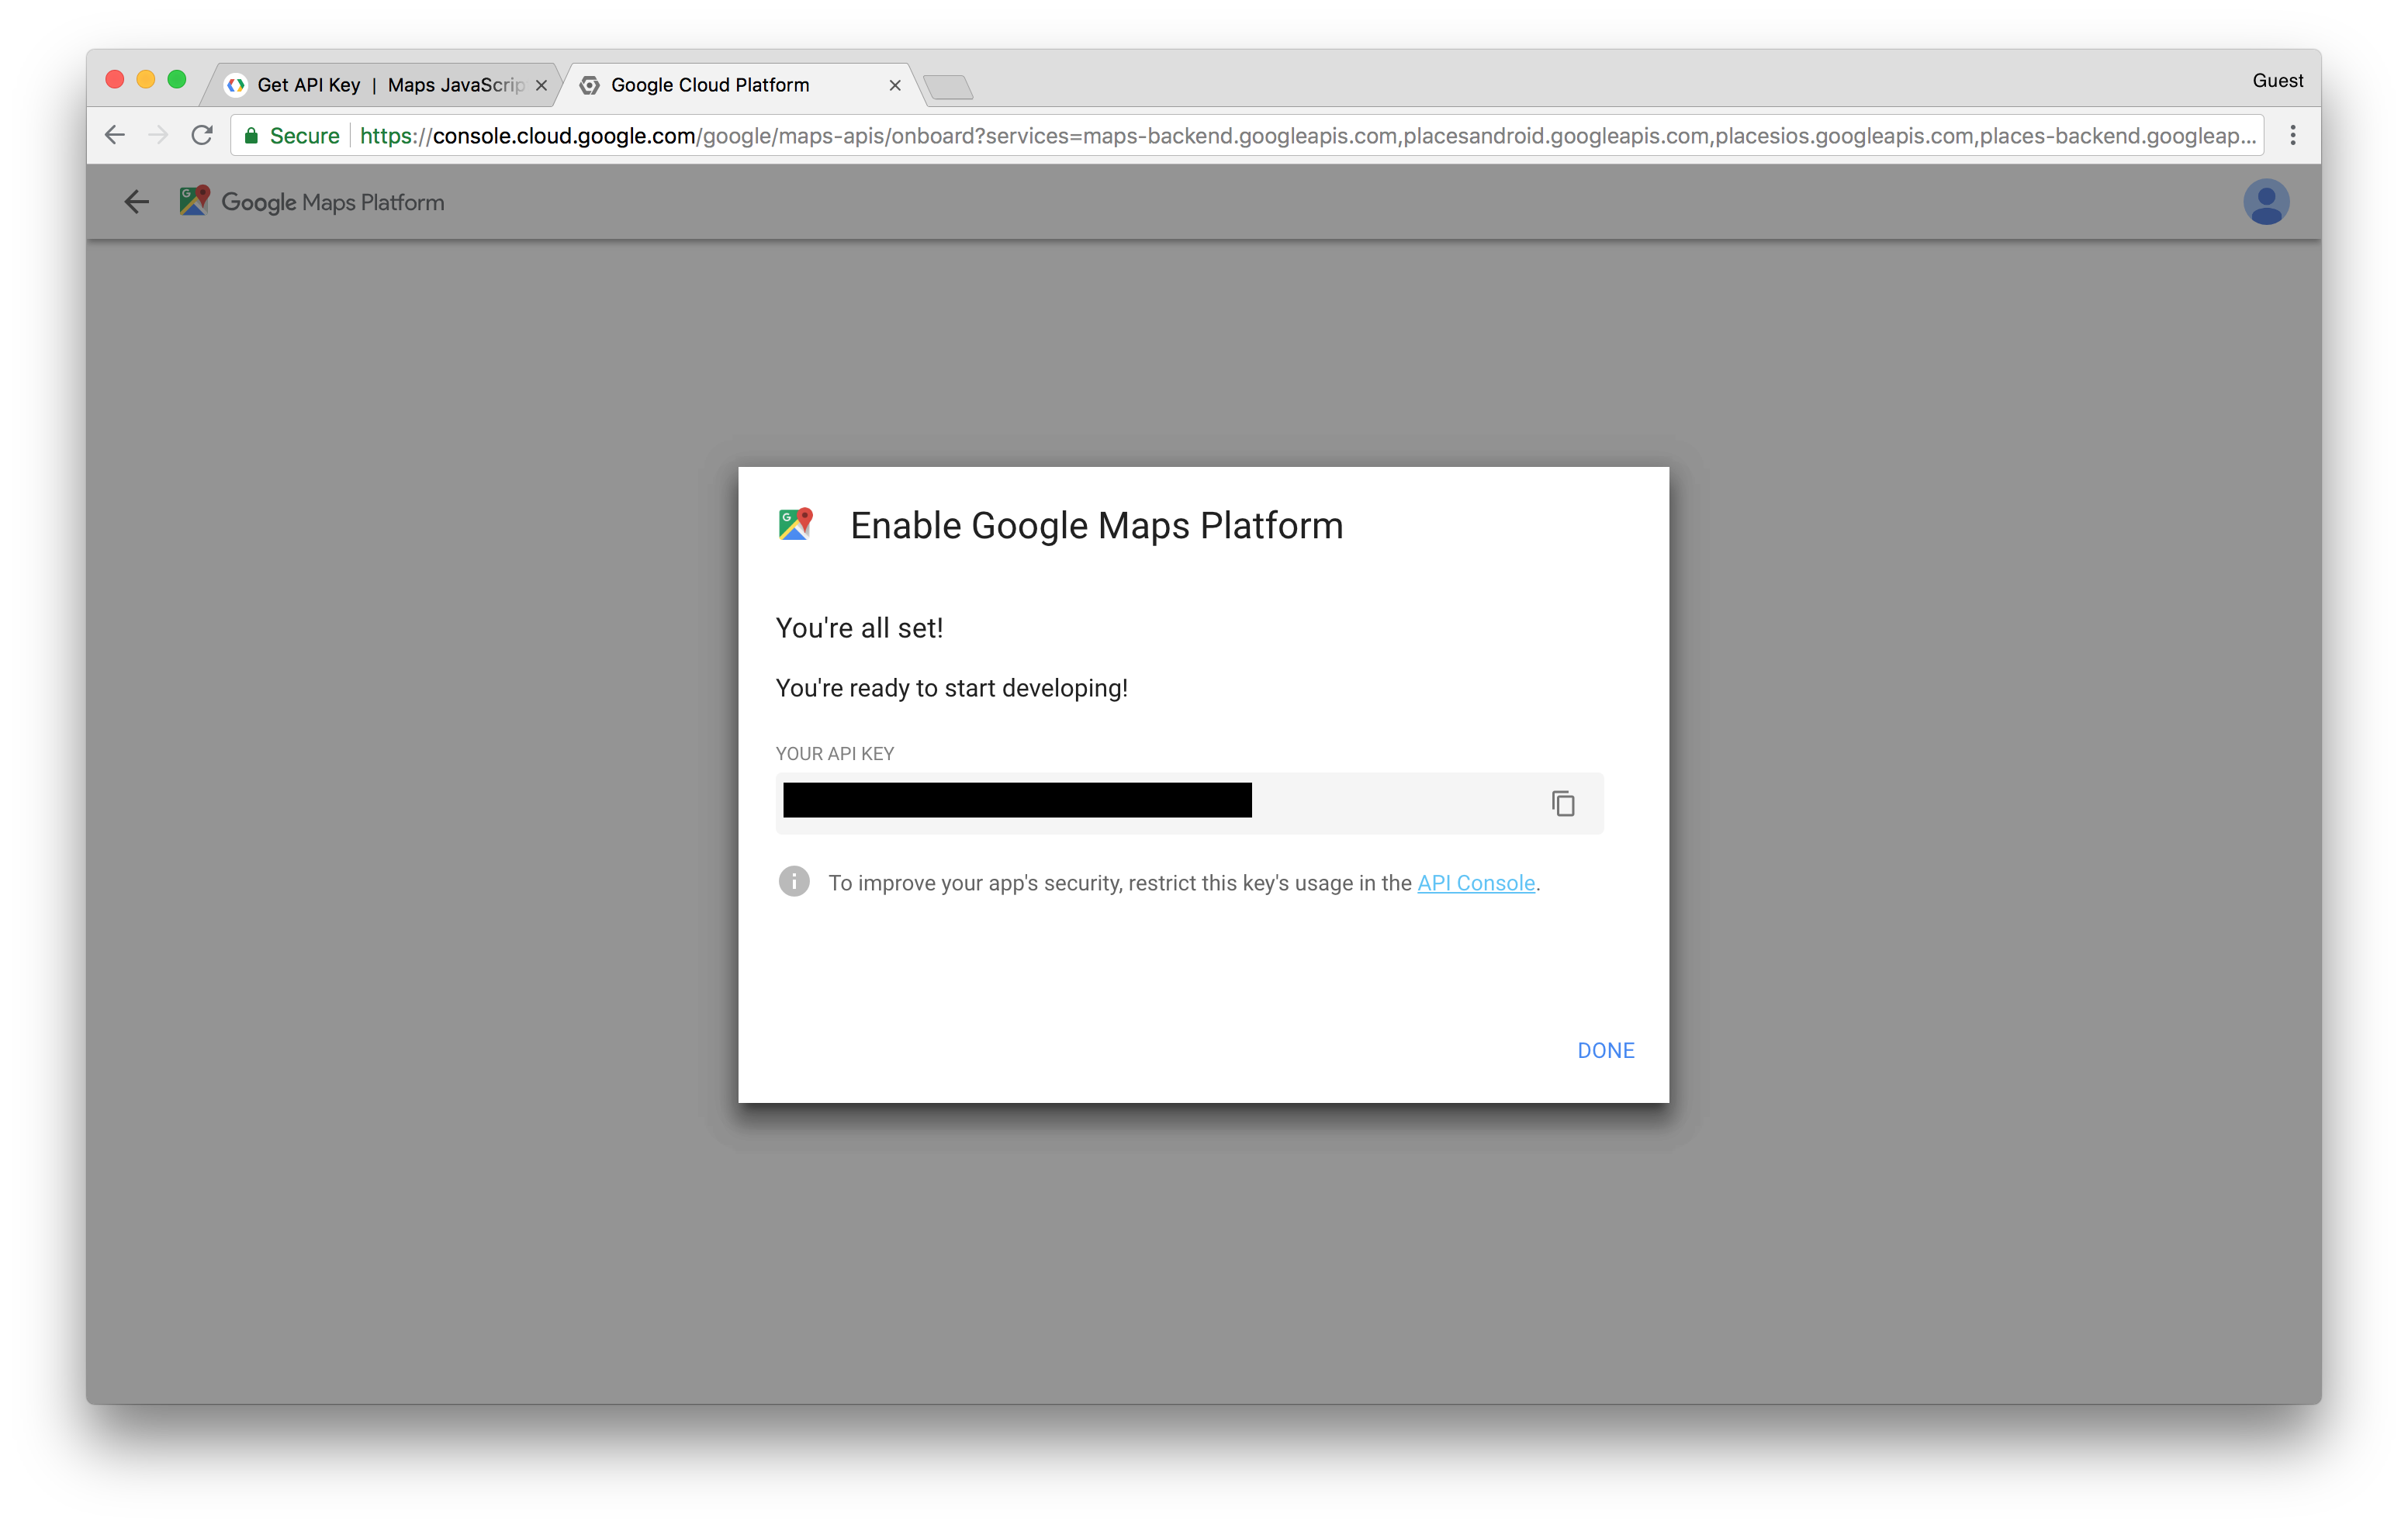 Get API Key | Maps JavaScrip
Google Cloud Platform
Guest
Secure
https://console.cloud.google.com/google/maps-apis/onboard?services=maps-backend.googleapis.com,placesandroid.googleapis.com,placesios.googleapis.com,places-backend.googleap...
Google Maps Platform
Enable Google Maps Platform
You're all set!
You're ready to start developing!
YOUR API KEY
To improve your app's security, restrict this key's usage in the API Console.
DONE